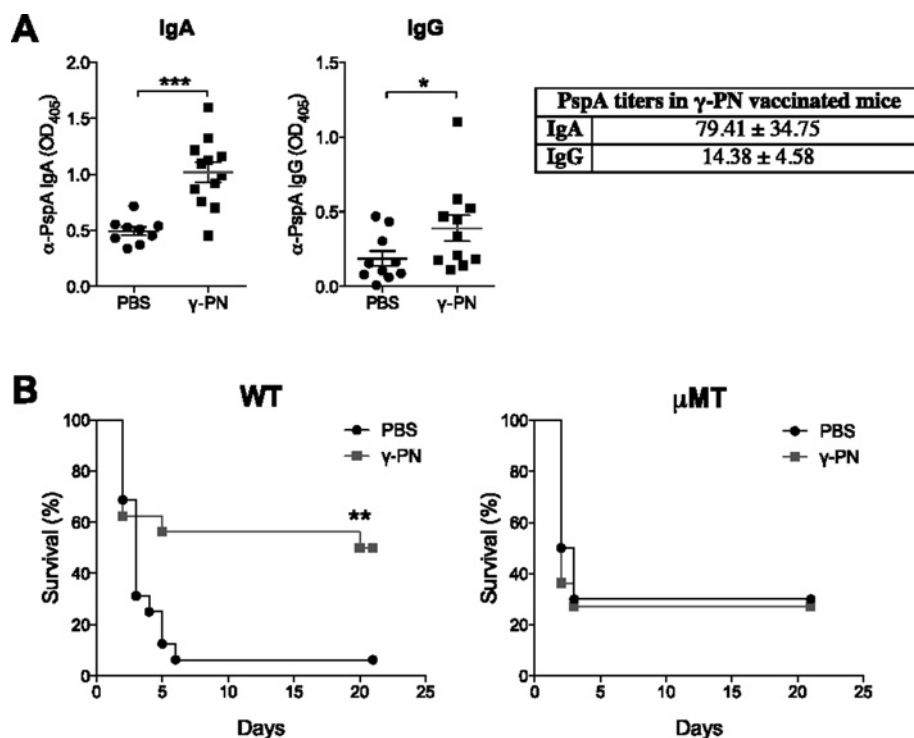 A
IgA
α-PspA IgA (OD405)
2.0
1.5
1.0
0.5
0.0
***
PBS
γ-PN
IgG
α-PspA IgG (OD405)
1.5
1.0
0.5
0.0
*
PBS
γ-PN
PspA titers in γ-PN vaccinated mice
IgA 79.41 ± 34.75
IgG 14.38 ± 4.58
B
WT
Survival (%)
100
80
60
40
20
0
PBS
γ-PN
**
0 5 10 15 20 25
Days
μMT
Survival (%)
100
80
60
40
20
0
PBS
γ-PN
0 5 10 15 20 25
Days